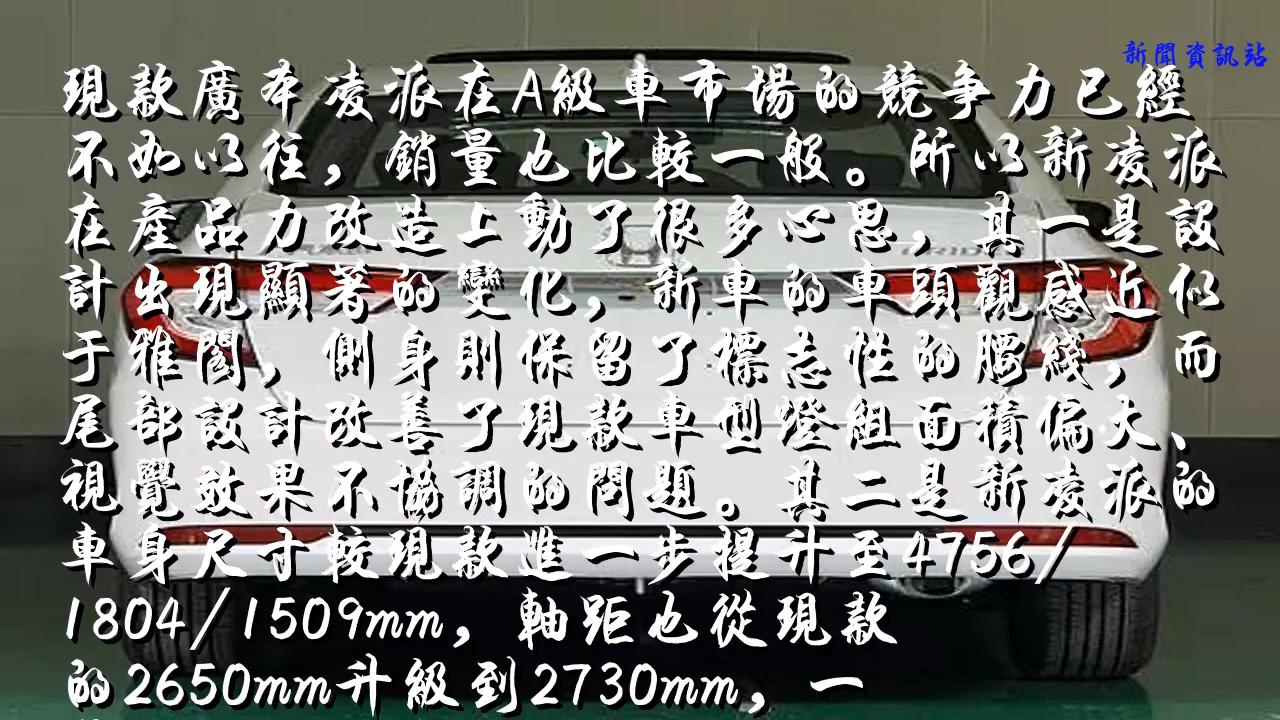 新聞資訊站
現款廣本凌派在A級車市場的競争力已經
不如以往，銷量也比較一般。所以新凌派
在産品力改造上動了很多心思，其一是設
計出現顯著的變化，新車的車頭觀感近似
于雅閣，側身則保留了標志性的腰綫，而
尾部設計改善了現款車型燈組面積偏大、
視覺效果不協調的問題。其二是新凌派的
車身尺寸較現款進一步提升至4756/
1804/1509mm，軸距也從現款
的2650mm升級到2730mm，一